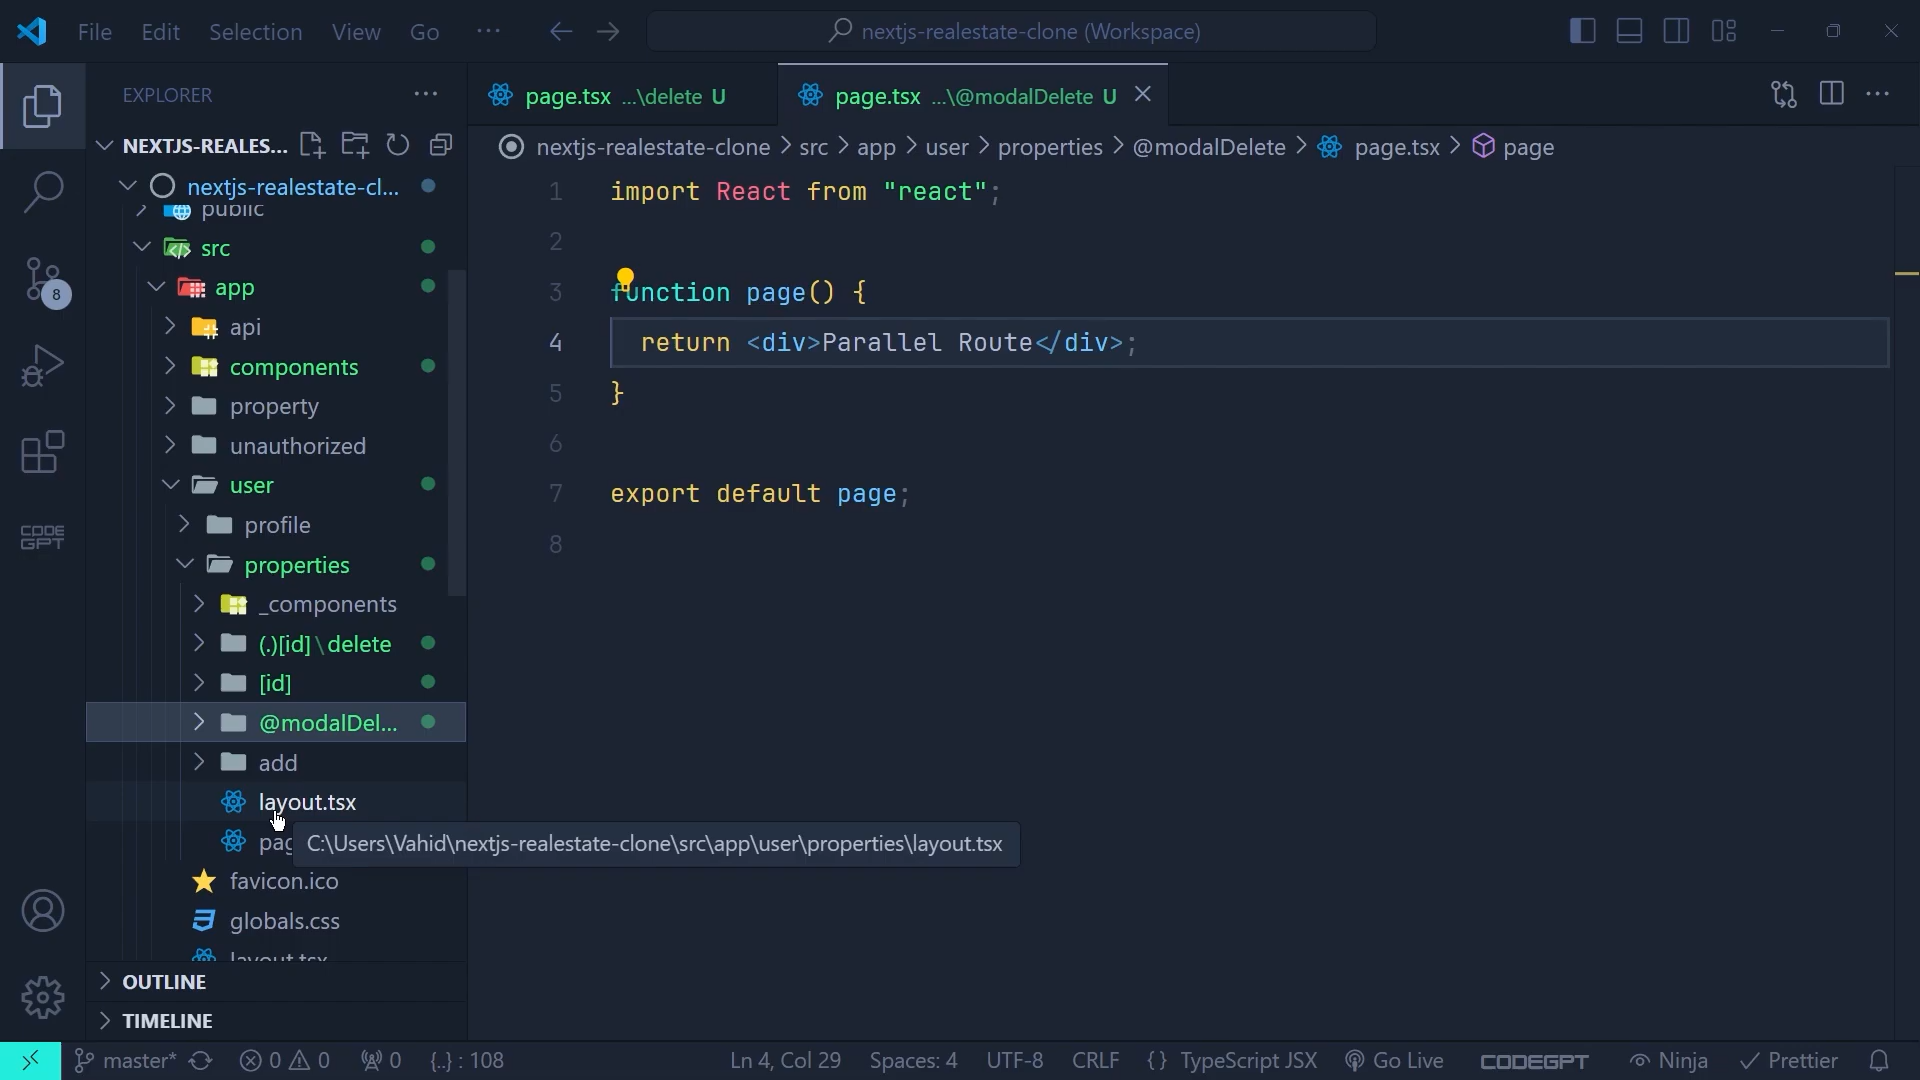 File Edit Selection View Go ··· nextjs-realestate-clone (Workspace)
EXPLORER ···
NEXTJS-REALES...
nextjs-realestate-cl...
public
src
app
api
components
property
unauthorized
user
profile
properties
_components
(.)[id]\delete
[id]
@modalDel...
add
layout.tsx
C:\Users\Vahid\nextjs-realestate-clone\src\app\user\properties\layout.tsx
favicon.ico
globals.css
layout.tsx
OUTLINE
TIMELINE
8
CODE
GPT
page.tsx ...\delete U
page.tsx ...\@modalDelete U
nextjs-realestate-clone > src > app > user > properties > @modalDelete > page.tsx > page
1 import React from "react";
2
3 function page() {
4 return <div>Parallel Route</div>;
5 }
6
7 export default page;
8
master* 0 0 0 {..} : 108 Ln 4, Col 29 Spaces: 4 UTF-8 CRLF {} TypeScript JSX Go Live CODEGPT Ninja Prettier